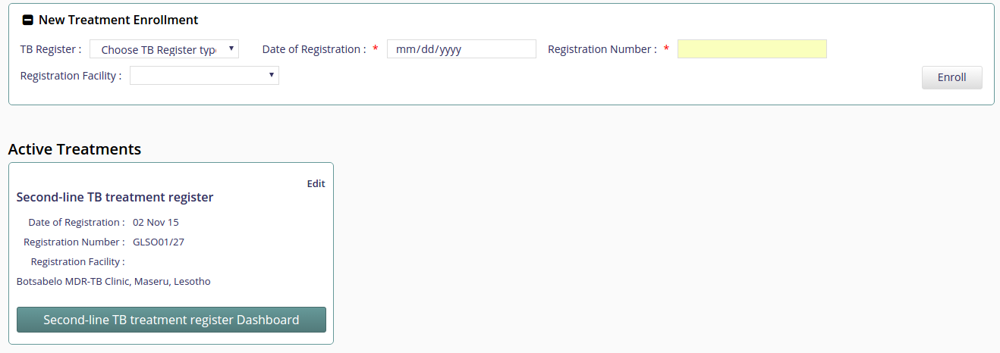 New Treatment Enrollment
TB Register : Choose TB Register type Date of Registration : * mm/dd/yyyy Registration Number : *
Registration Facility : Enroll
Active Treatments
Edit
Second-line TB treatment register
Date of Registration : 02 Nov 15
Registration Number : GLSO01/27
Registration Facility :
Botsabelo MDR-TB Clinic, Maseru, Lesotho
Second-line TB treatment register Dashboard